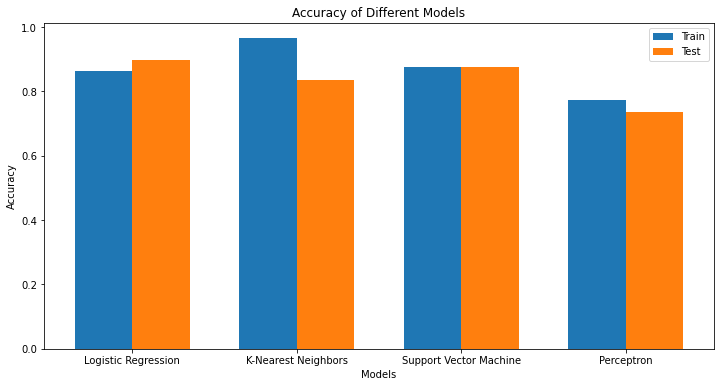 Accuracy of Different Models
Train
Test
1.0
0.8
0.6
0.4
0.2
0.0
Accuracy
Logistic Regression
K-Nearest Neighbors
Support Vector Machine
Perceptron
Models